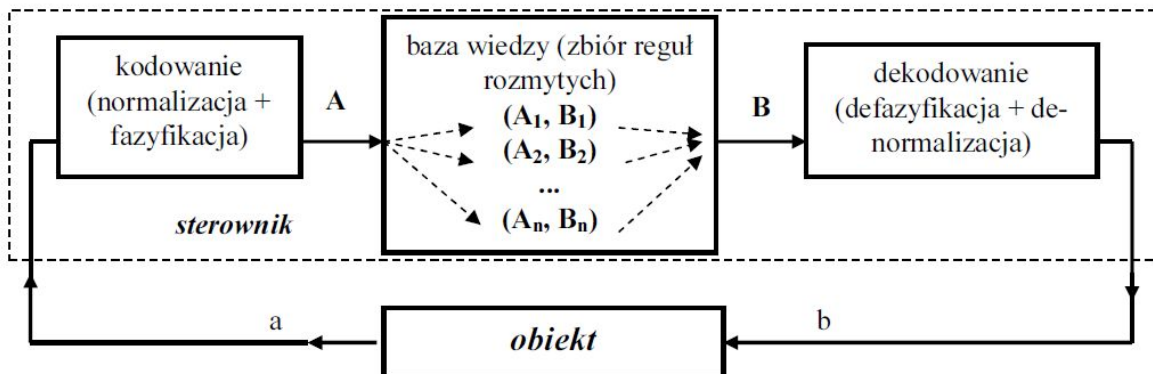 kodowanie
(normalizacja +
fazyfikacja)
A
baza wiedzy (zbiór reguł
rozmytych)
(A₁, B₁)
(A₂, B₂)
...
(Aₙ, Bₙ)
B
dekodowanie
(defazyfikacja + de-
normalizacja)
sterownik
a
obiekt
b